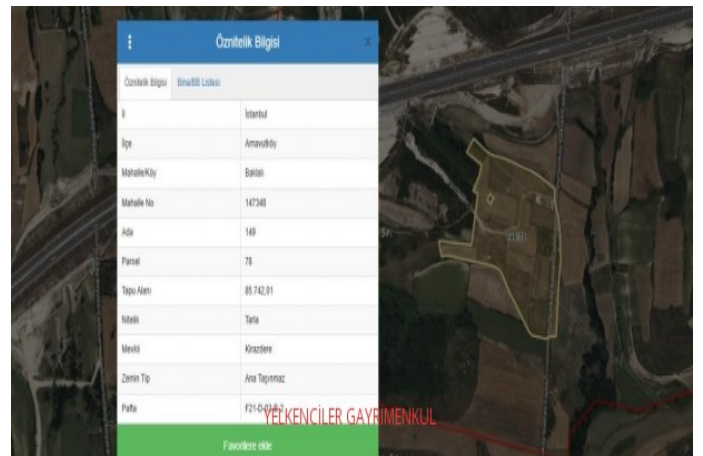 Öznitelik Bilgisi
Öznitelik Bilgisi Bina/BB Listesi
İl İstanbul
İlçe Arnavutköy
Mahalle/Köy Baklalı
Mahalle No 147348
Ada 149
Parsel 78
Tapu Alanı 85.742,01
Nitelik Tarla
Mevkii Kirazdere
Zemin Tip Ana Taşınmaz
Pafta
YELKENCİLER GAYRİMENKUL
Favorilere ekle